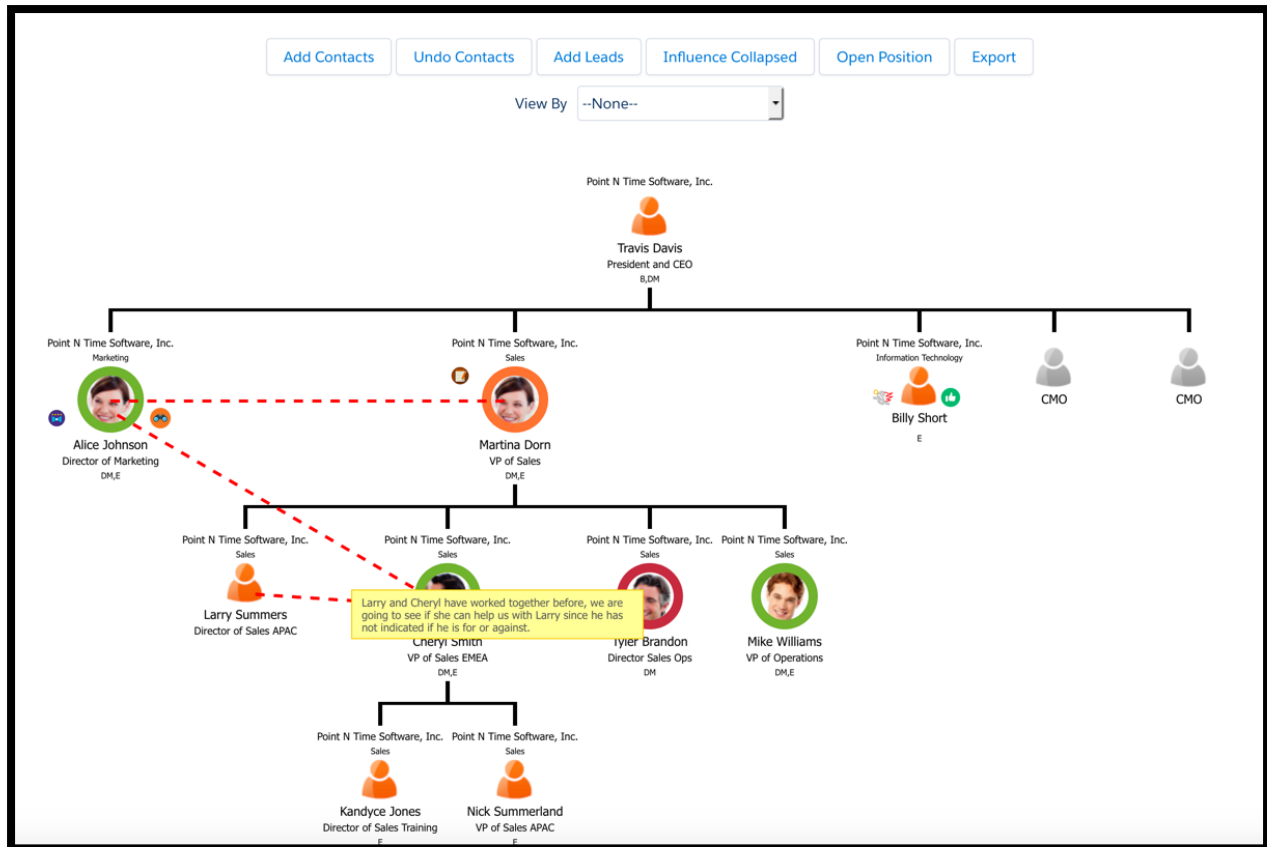 Add Contacts
Undo Contacts
Add Leads
Influence Collapsed
Open Position
Export
View By --None--
Point N Time Software, Inc.
Travis Davis
President and CEO
B,DM
Point N Time Software, Inc.
Marketing
Alice Johnson
Director of Marketing
DM,E
Point N Time Software, Inc.
Sales
Martina Dorn
VP of Sales
DM,E
Point N Time Software, Inc.
Information Technology
Billy Short
E
CMO
CMO
Point N Time Software, Inc.
Sales
Larry Summers
Director of Sales APAC
Point N Time Software, Inc.
Sales
Larry and Cheryl have worked together before, we are
going to see if she can help us with Larry since he has
not indicated if he is for or against.
Cheryl Smith
VP of Sales EMEA
DM,E
Point N Time Software, Inc.
Sales
Tyler Brandon
Director Sales Ops
DM
Point N Time Software, Inc.
Sales
Mike Williams
VP of Operations
DM,E
Point N Time Software, Inc.
Sales
Kandyce Jones
Director of Sales Training
E
Point N Time Software, Inc.
Sales
Nick Summerland
VP of Sales APAC
E